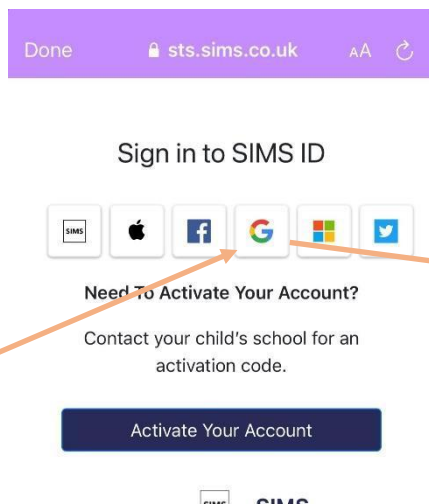 Done sts.sims.co.uk AA
Sign in to SIMS ID
SIMS
Need To Activate Your Account?
Contact your child's school for an
activation code.
Activate Your Account
SIMS SIMS